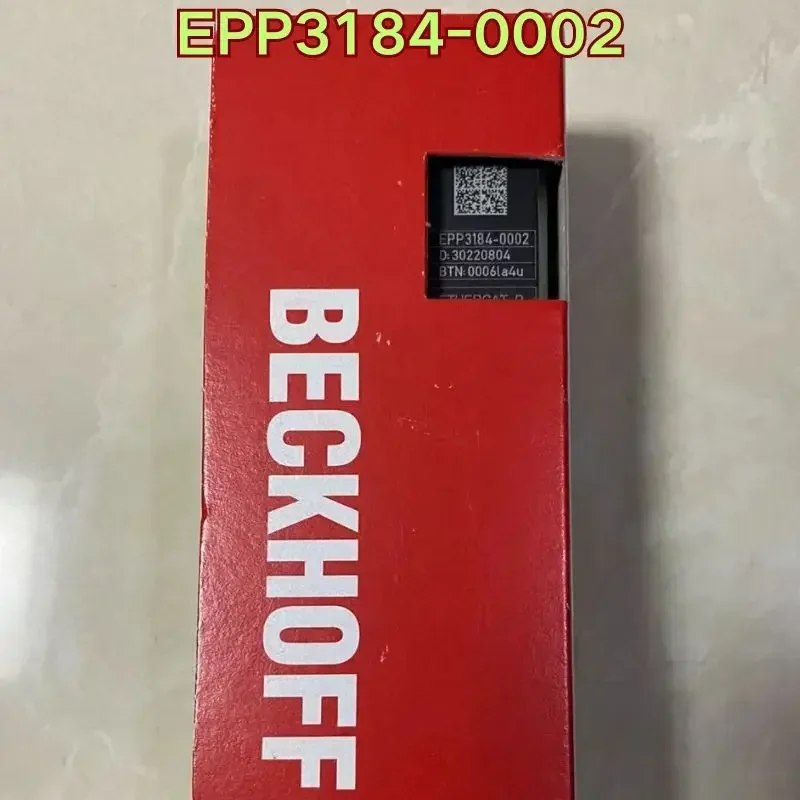 EPP3184-0002
EPP3184-0002
D:30220804
BTN:0006la4u
BECKHOFF